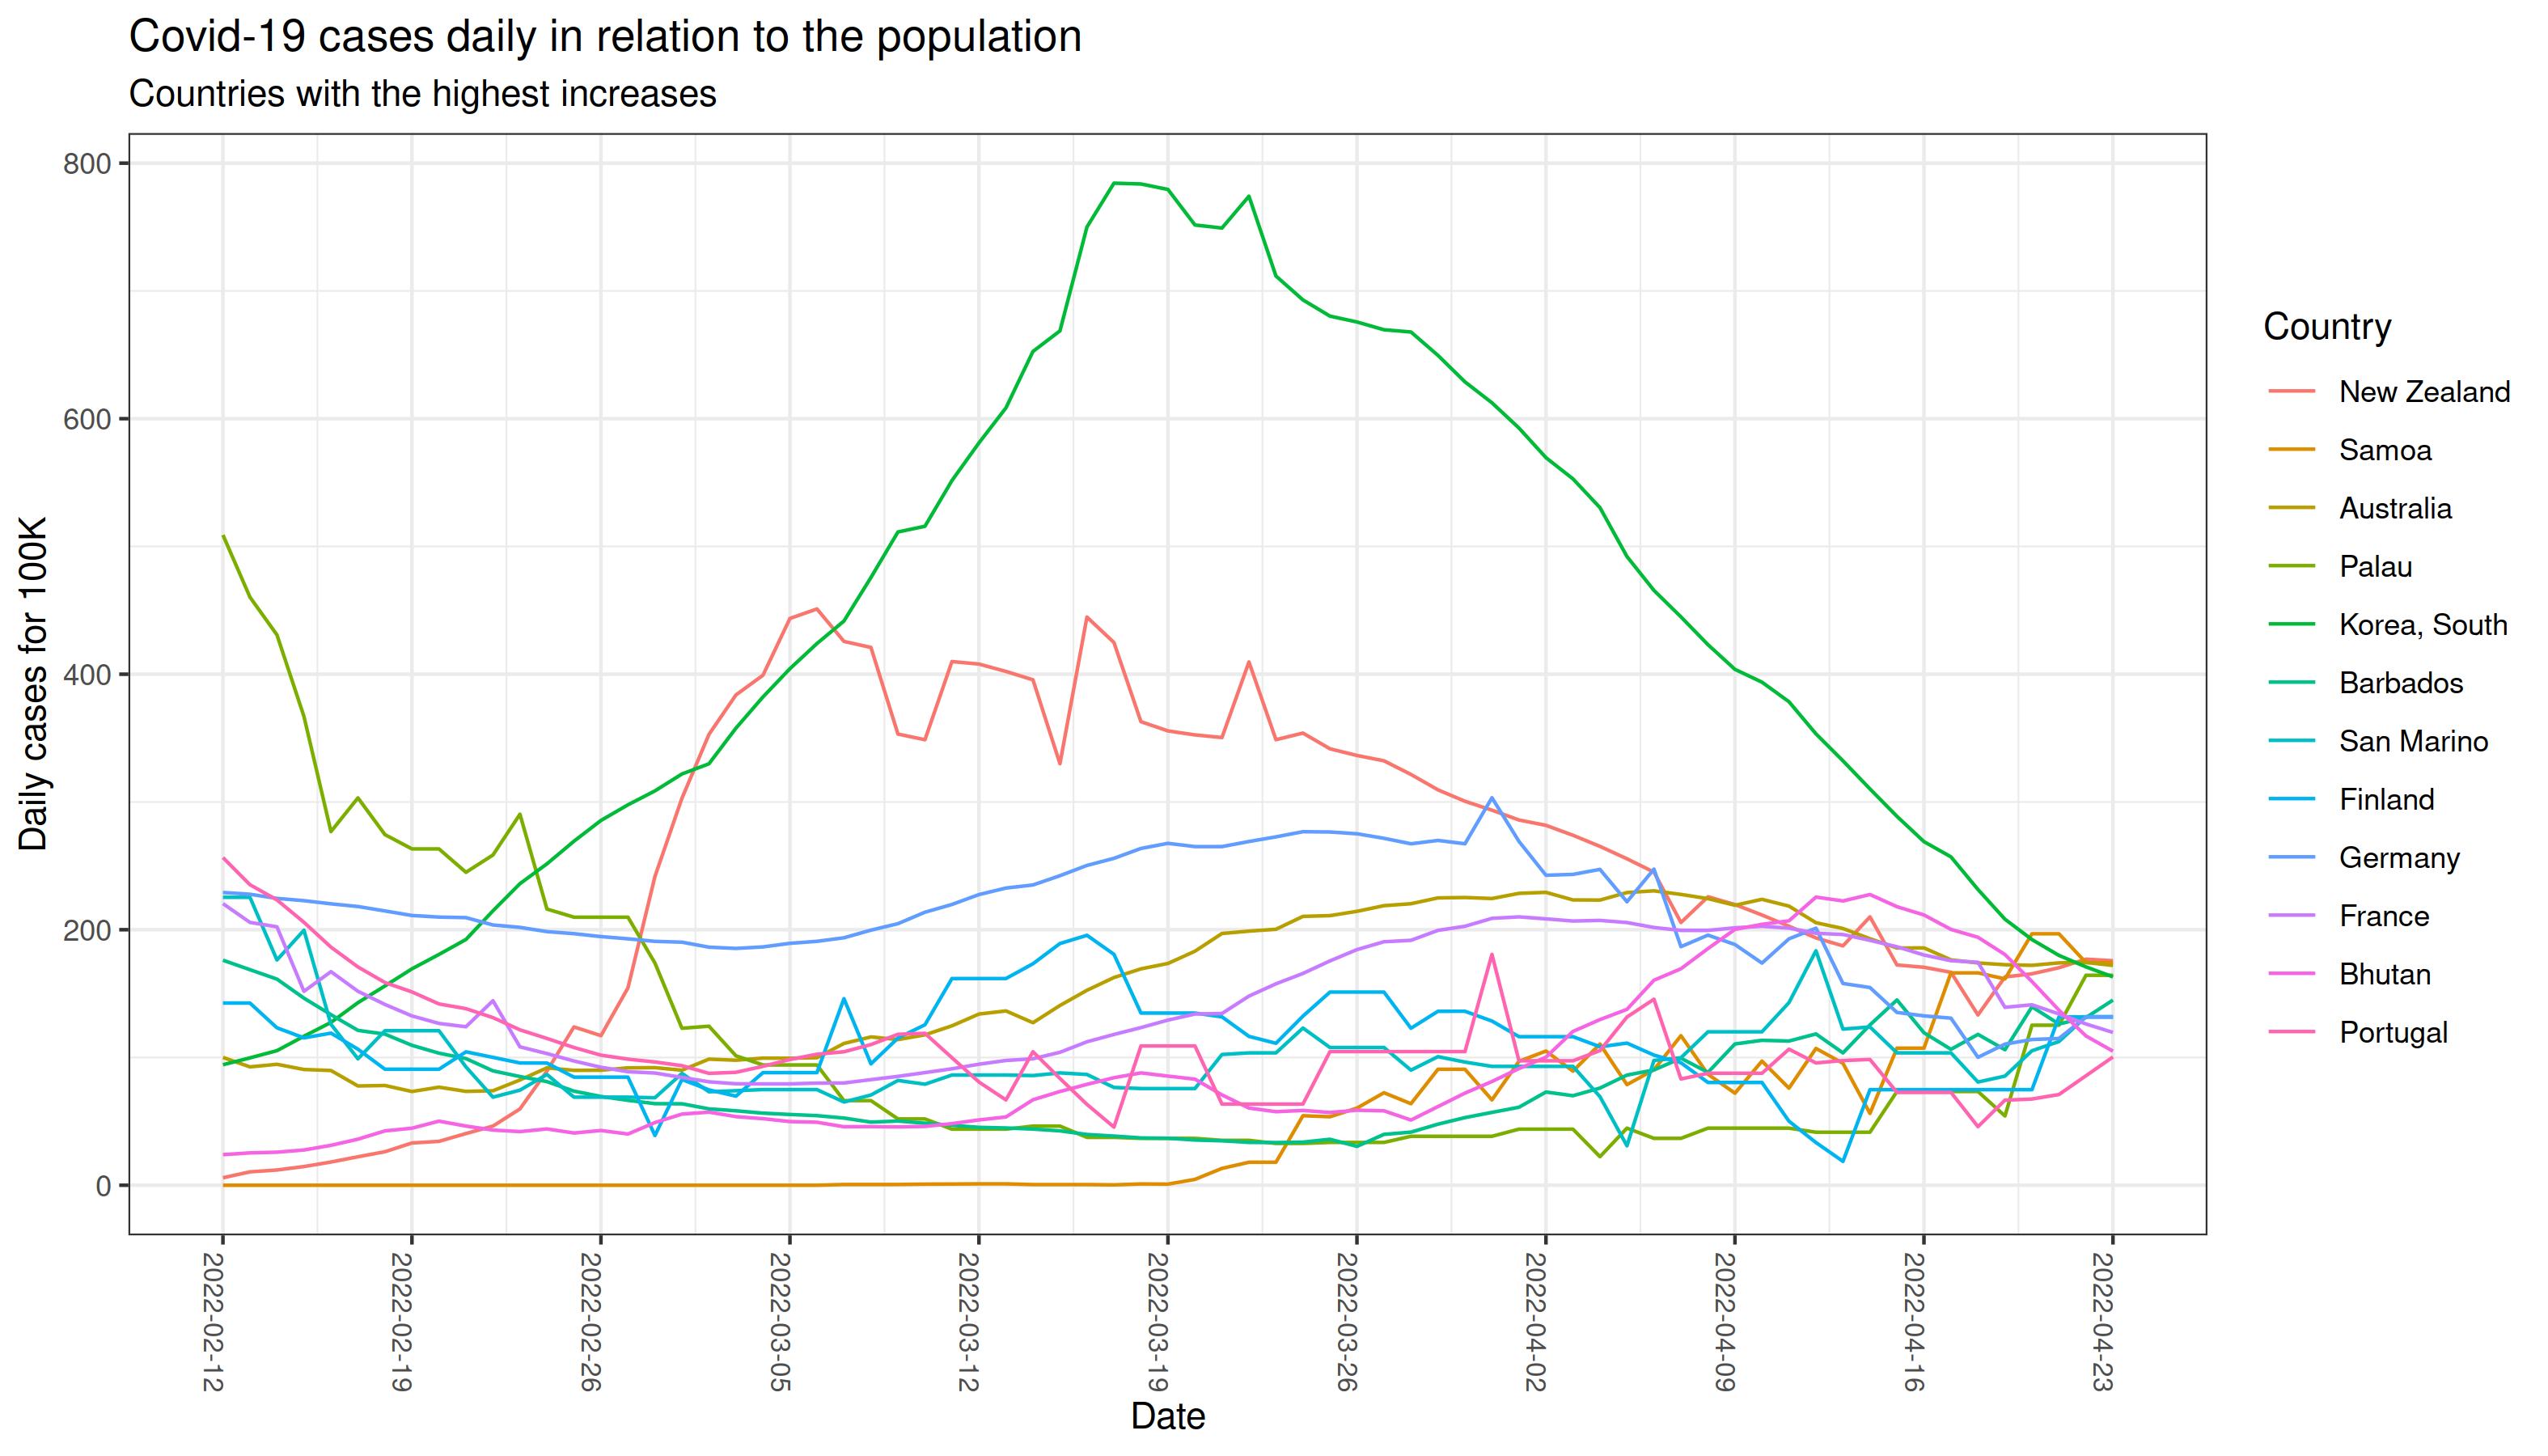 Covid-19 cases daily in relation to the population
Countries with the highest increases
Daily cases for 100K
800
600
400
200
0
2022-02-12
2022-02-19
2022-02-26
2022-03-05
2022-03-12
2022-03-19
2022-03-26
2022-04-02
2022-04-09
2022-04-16
2022-04-23
Date
Country
New Zealand
Samoa
Australia
Palau
Korea, South
Barbados
San Marino
Finland
Germany
France
Bhutan
Portugal